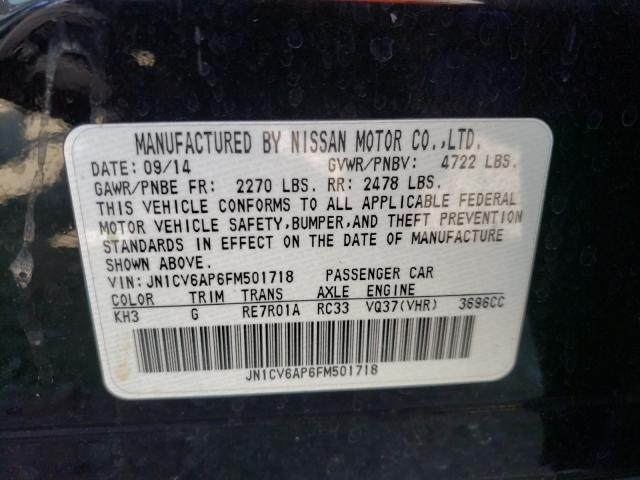 MANUFACTURED BY NISSAN MOTOR CO.,LTD.
DATE: 09/14 GVWR/PNBV: 4722 LBS.
GAWR/PNBE FR: 2270 LBS. RR: 2478 LBS.
THIS VEHICLE CONFORMS TO ALL APPLICABLE FEDERAL
MOTOR VEHICLE SAFETY,BUMPER,AND THEFT PREVENTION
STANDARDS IN EFFECT ON THE DATE OF MANUFACTURE
SHOWN ABOVE.
VIN: JN1CV6AP6FM501718 PASSENGER CAR
COLOR TRIM TRANS AXLE ENGINE
KH3 G RE7R01A RC33 VQ37(VHR) 3696CC
JN1CV6AP6FM501718